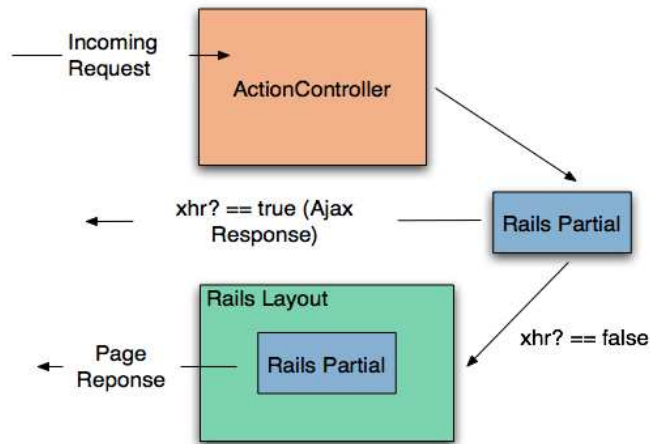 Incoming
Request
ActionController
xhr? == true (Ajax
Response)
Rails Partial
Rails Layout
xhr? == false
Page
Reponse
Rails Partial